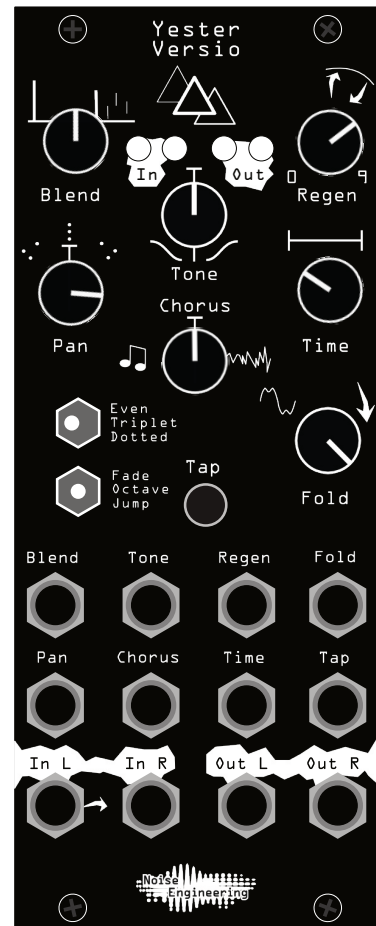 Yester
Versio
In
Out
Blend
0
9
Regen
Tone
Chorus
Pan
Time
Even
Triplet
Dotted
Fade
Octave
Jump
Tap
Fold
Blend Tone Regen Fold
Pan Chorus Time Tap
In L In R Out L Out R
Noise
Engineering